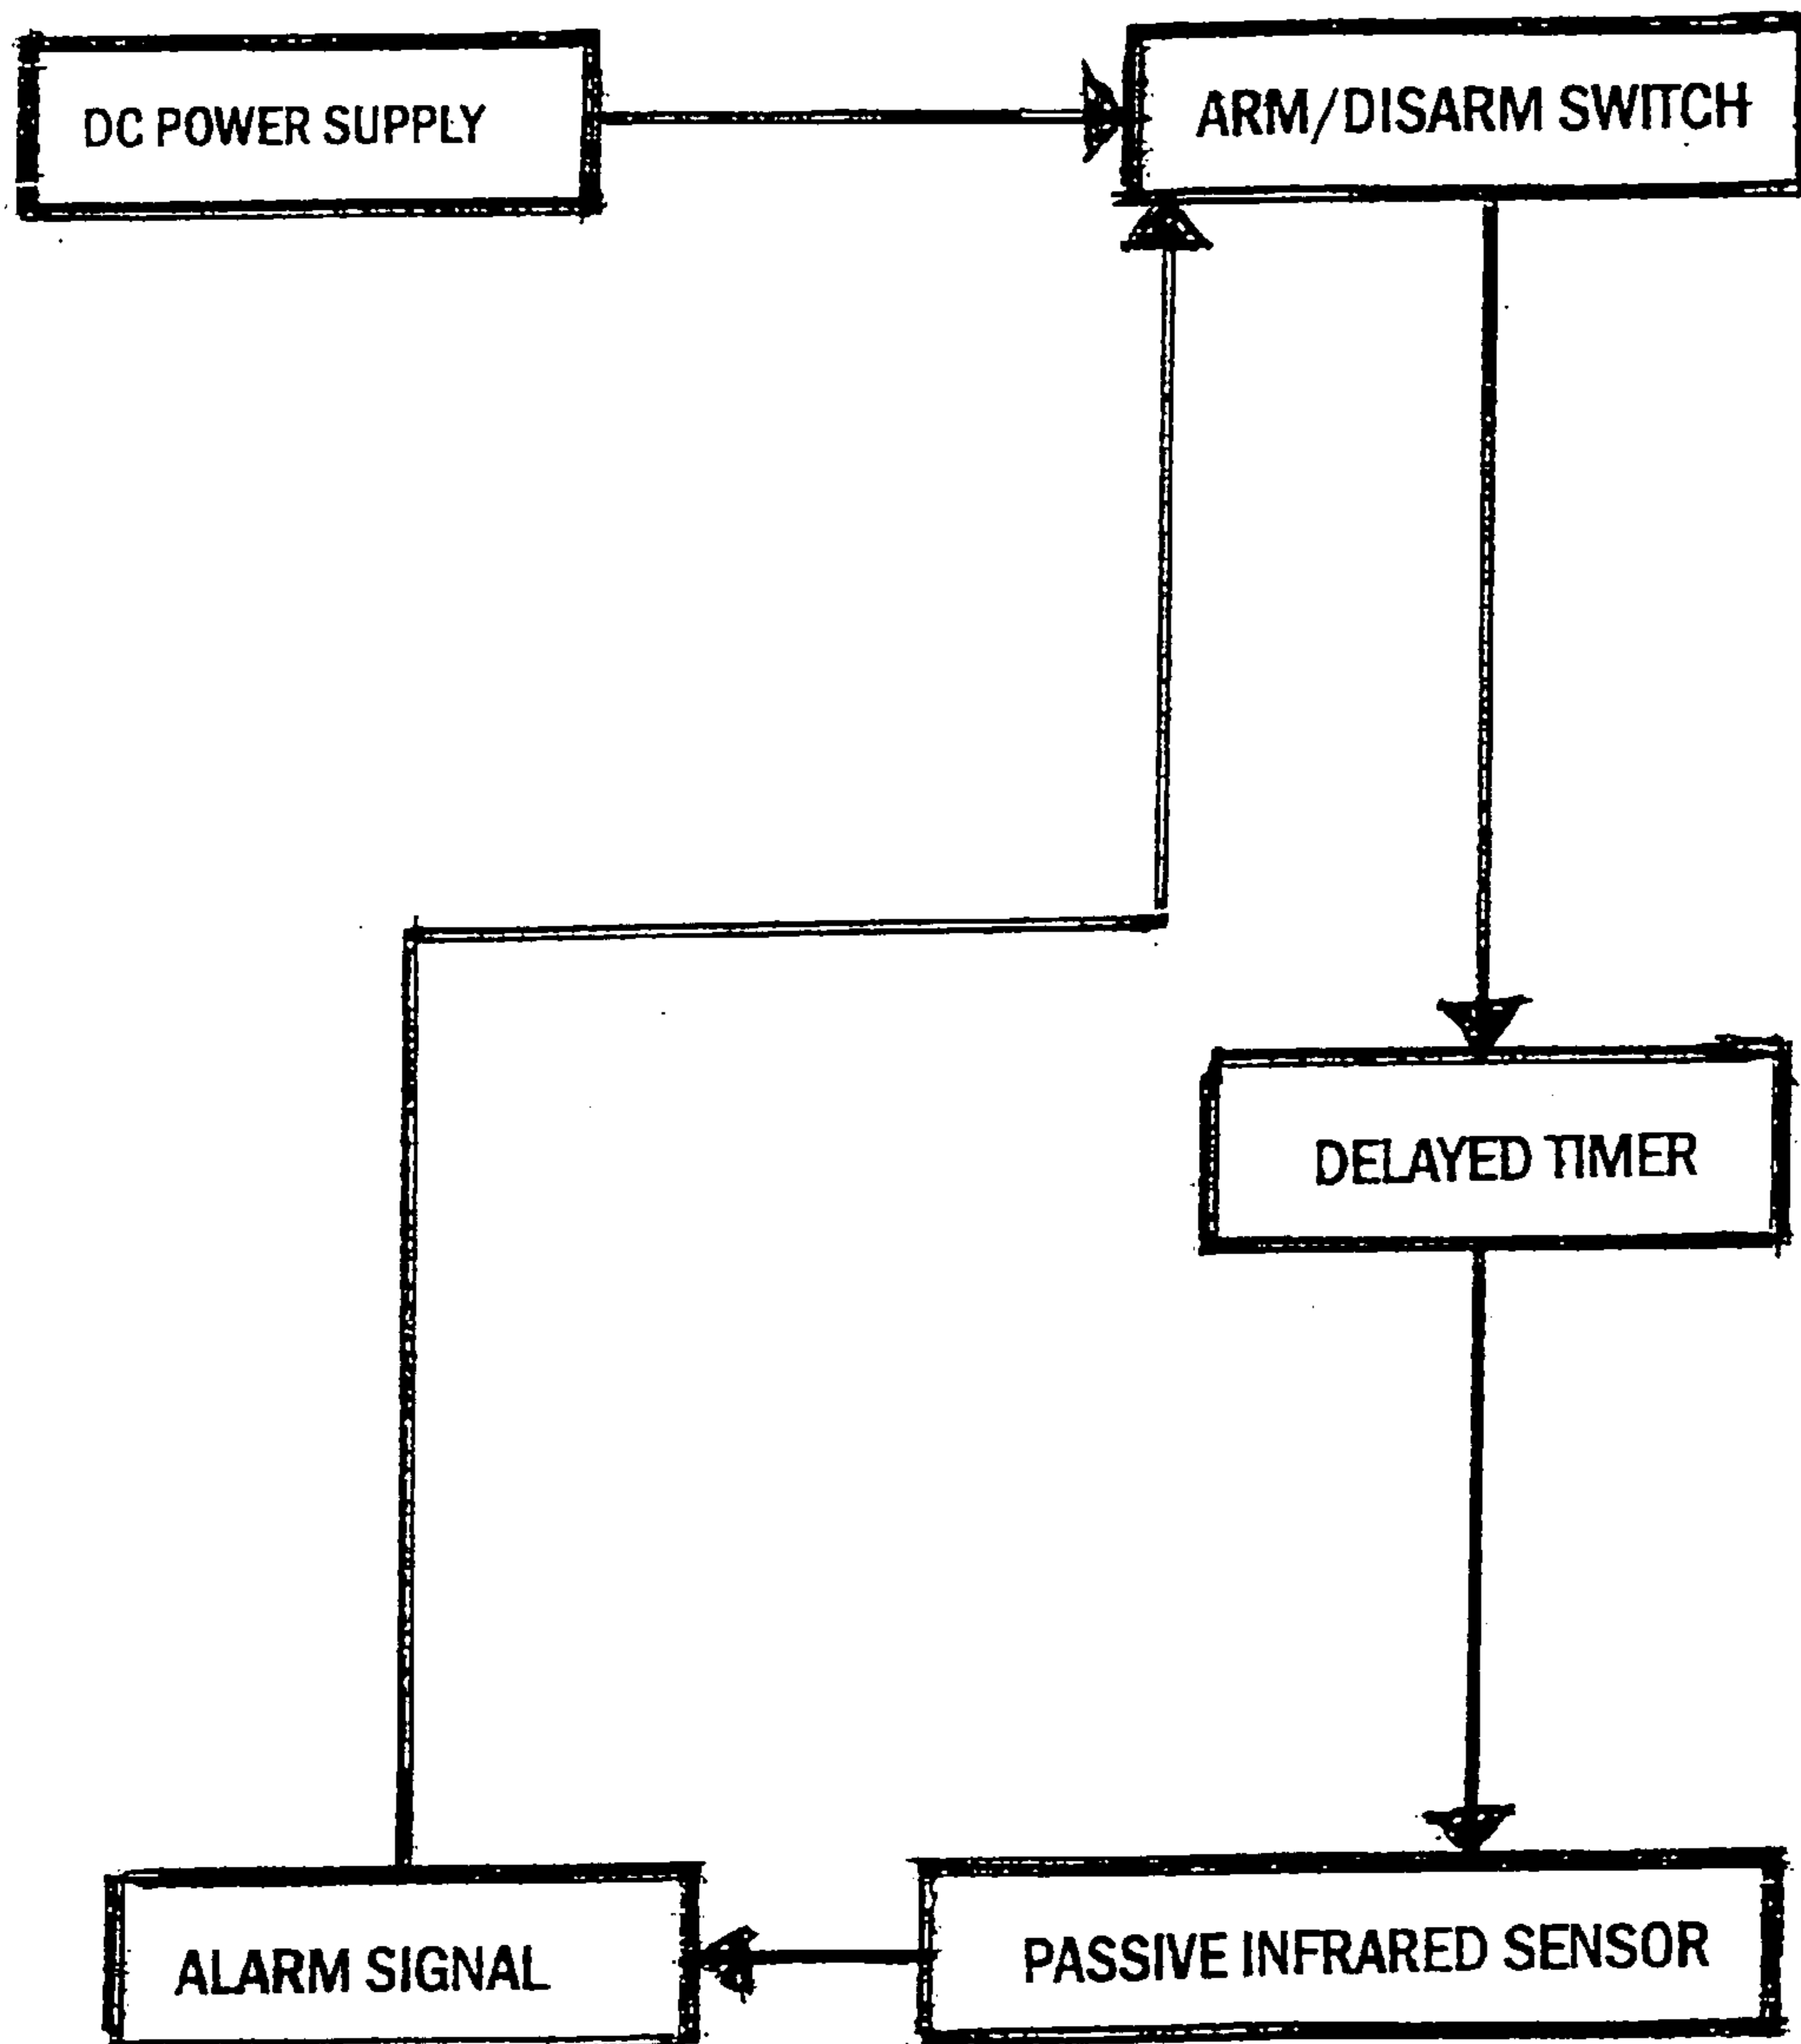 DC POWER SUPPLY
ARM/DISARM SWITCH
DELAYED TIMER
ALARM SIGNAL
PASSIVE INFRARED SENSOR